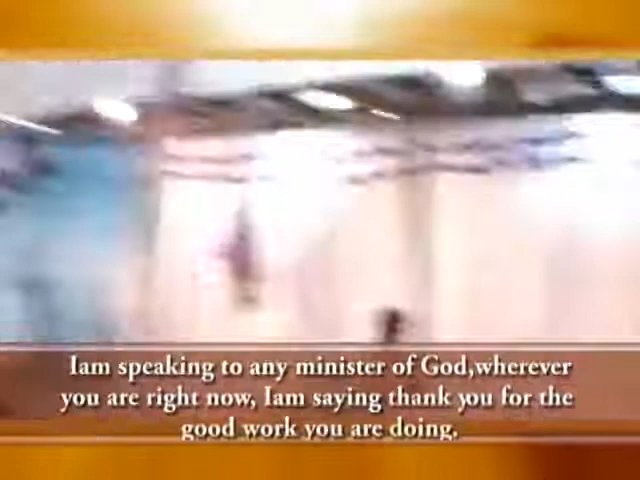 Iam speaking to any minister of God,wherever
you are right now, Iam saying thank you for the
good work you are doing.